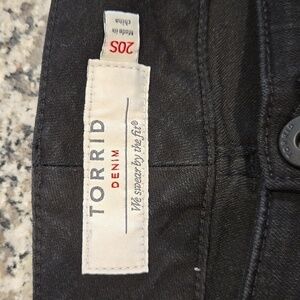 20S
Made in
china
TORRID
DENIM
We swear by the fit®